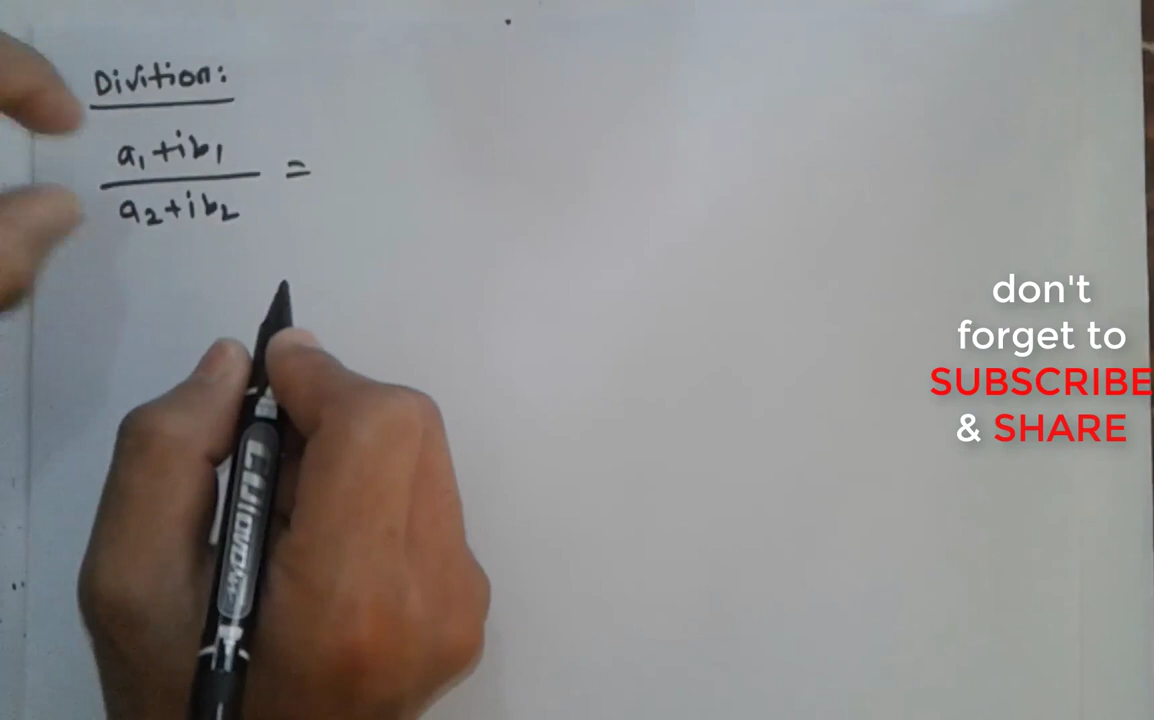 Divition:
a₁+ib₁
=
a₂+ib₂
don't
forget to
SUBSCRIBE
& SHARE